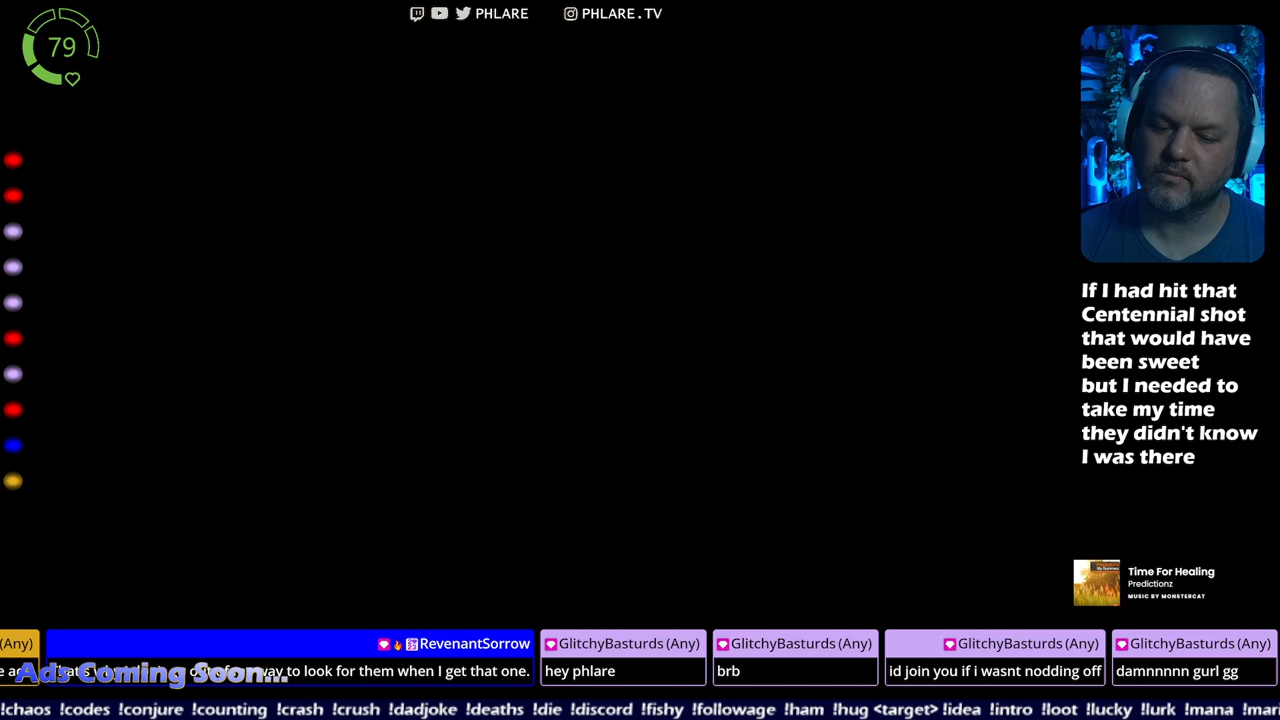 PHLARE
PHLARE.TV
79
If I had hit that
Centennial shot
that would have
been sweet
but I needed to
take my time
they didn't know
I was there
Time For Healing
Predictionz
MUSIC BY MONSTERCAT
(Any)
RevenantSorrow
way to look for them when I get that one.
GlitchyBasturds (Any)
hey phlare
GlitchyBasturds (Any)
brb
GlitchyBasturds (Any)
id join you if i wasnt nodding off
GlitchyBasturds (Any)
damnnnnn gurl gg
Ads Coming Soon...
!chaos !codes !conjure !counting !crash !crush !dadjoke !deaths !die !discord !fishy !followage !ham !hug <target> !idea !intro !loot !lucky !lurk !mana